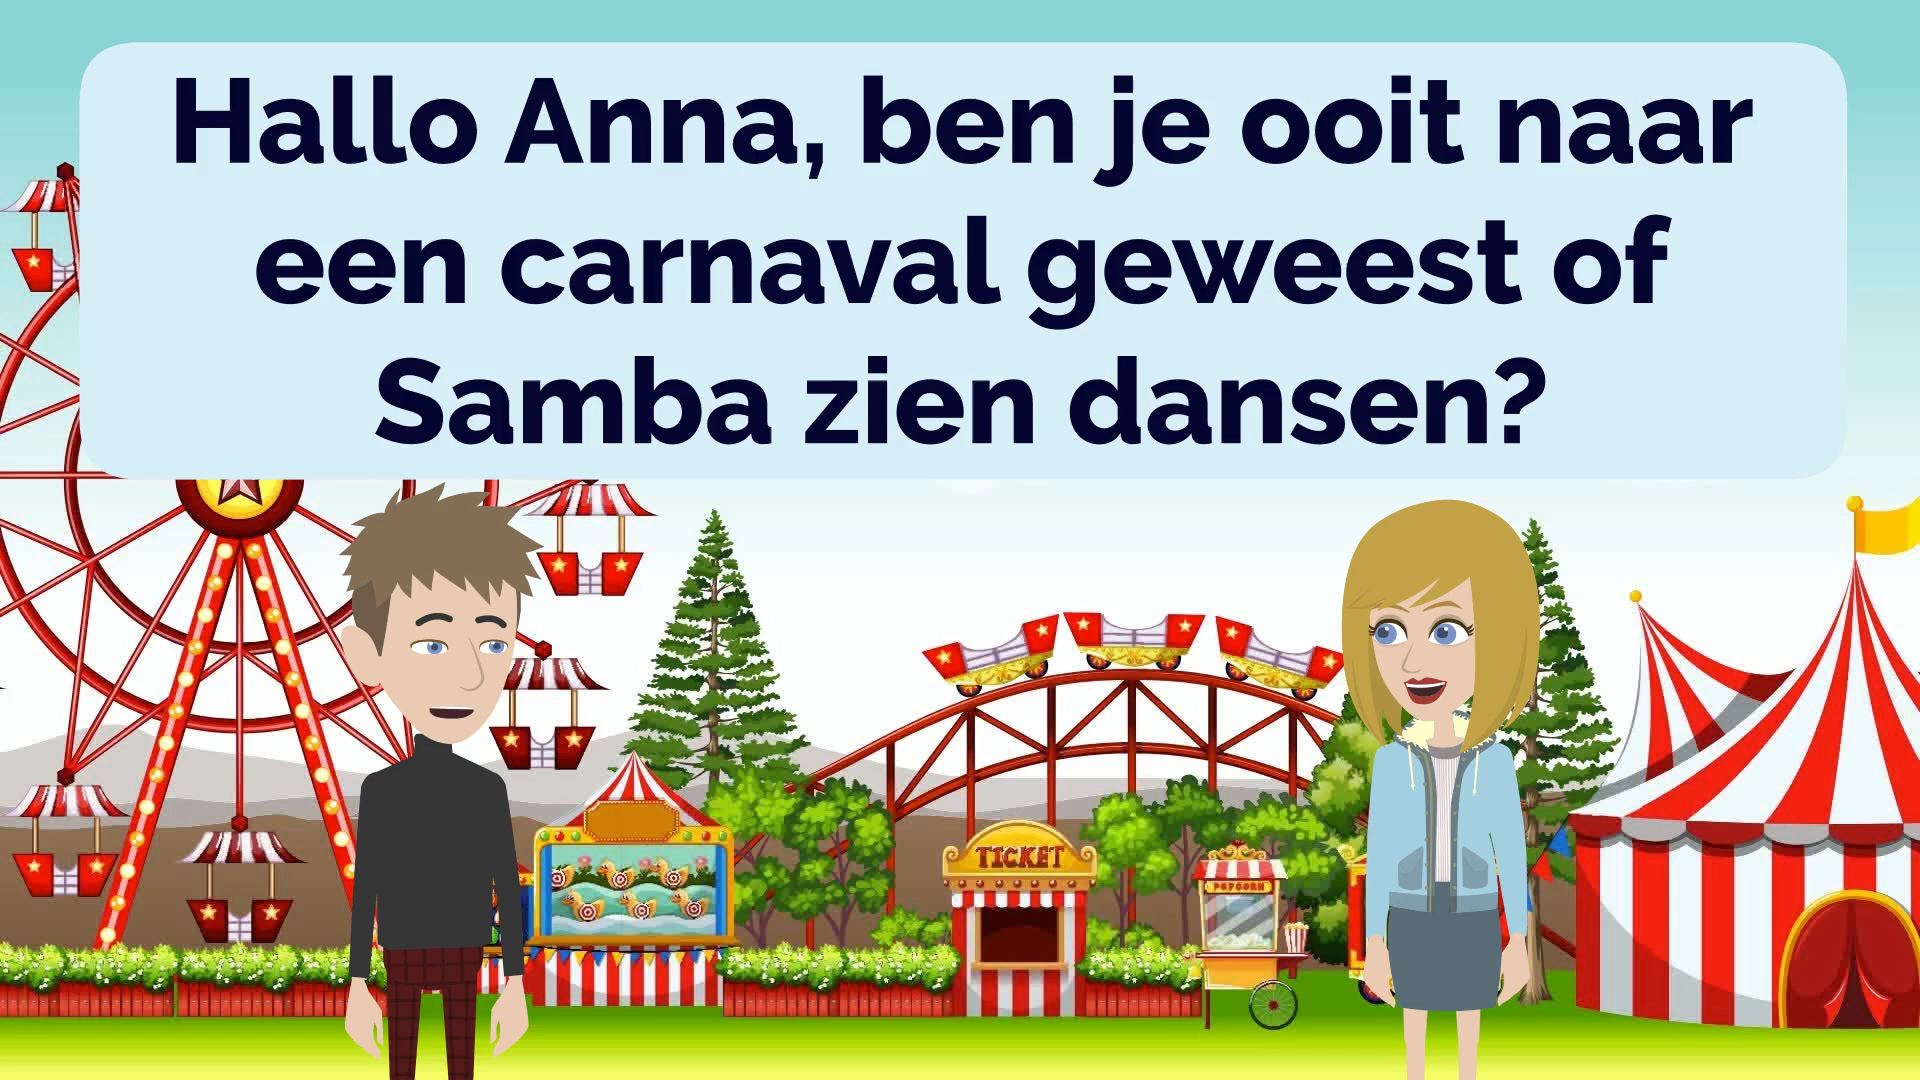 Hallo Anna, ben je ooit naar
een carnaval geweest of
Samba zien dansen?
TICKET
POPCORN